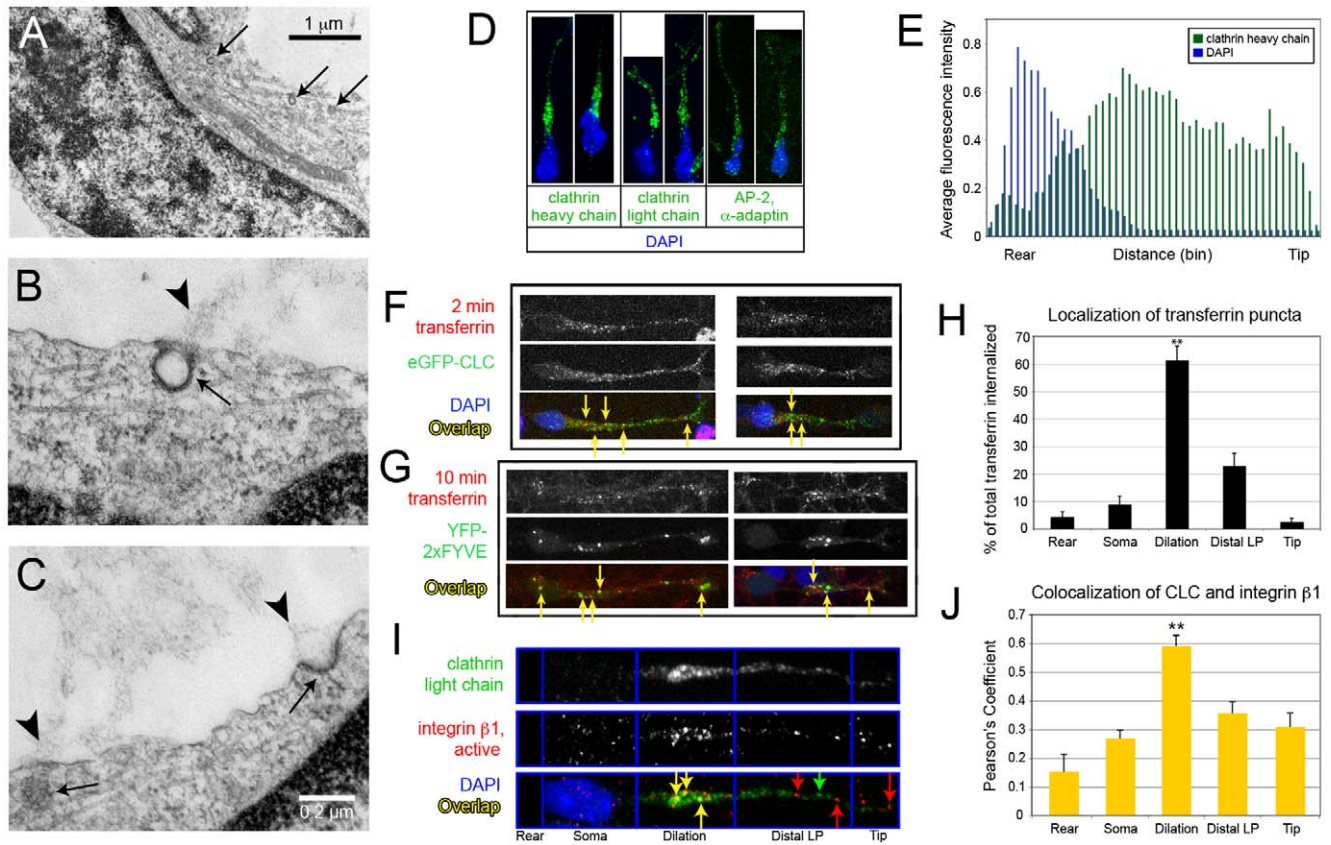 A
1 μm
B
C
0.2 μm
D
clathrin
heavy chain
clathrin
light chain
AP-2,
α-adaptin
DAPI
E
Average fluorescence intensity
0.8
0.6
0.4
0.2
0
clathrin heavy chain
DAPI
Rear
Distance (bin)
Tip
F
2 min
transferrin
eGFP-CLC
DAPI
Overlap
G
10 min
transferrin
YFP-
2xFYVE
Overlap
H
Localization of transferrin puncta
% of total transferrin internalized
70
60
50
40
30
20
10
0
**
Rear
Soma
Dilation
Distal LP
Tip
I
clathrin
light chain
integrin β1,
active
DAPI
Overlap
Rear
Soma
Dilation
Distal LP
Tip
J
Colocalization of CLC and integrin β1
Pearson's Coefficient
0.7
0.6
0.5
0.4
0.3
0.2
0.1
0
**
Rear
Soma
Dilation
Distal LP
Tip